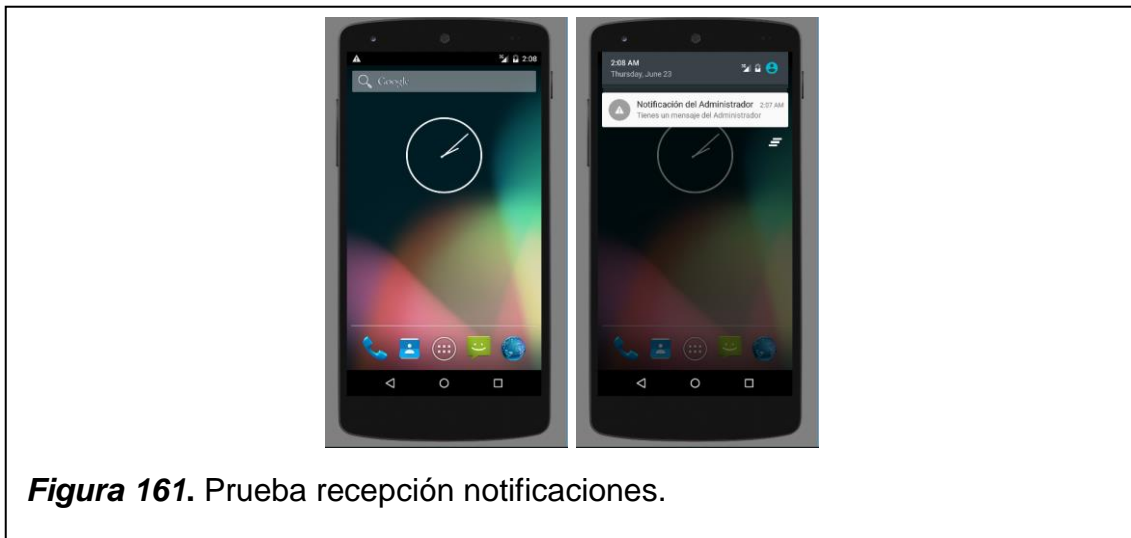 2:08
Google
2:08 AM
Thursday, June 23
Notificación del Administrador 2:07 AM
Tienes un mensaje del Administrador
Figura 161. Prueba recepción notificaciones.